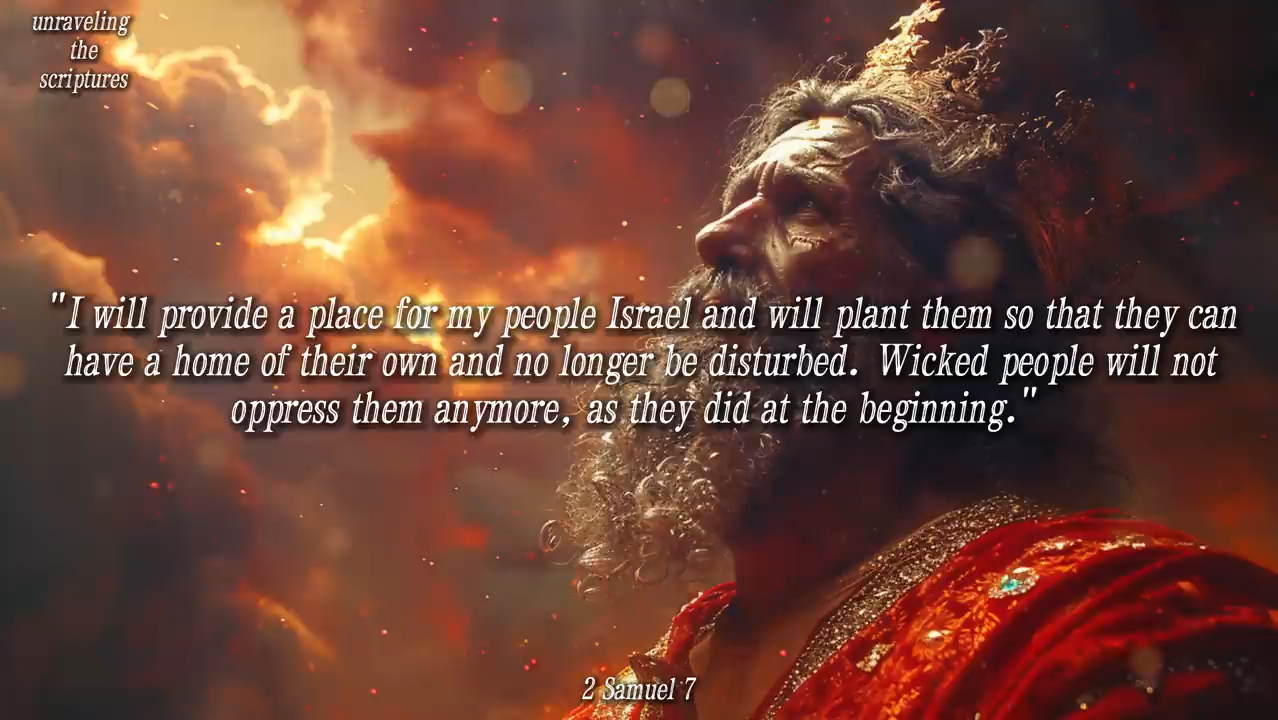 unraveling
the
scriptures
"I will provide a place for my people Israel and will plant them so that they can
have a home of their own and no longer be disturbed. Wicked people will not
oppress them anymore, as they did at the beginning."
2 Samuel 7